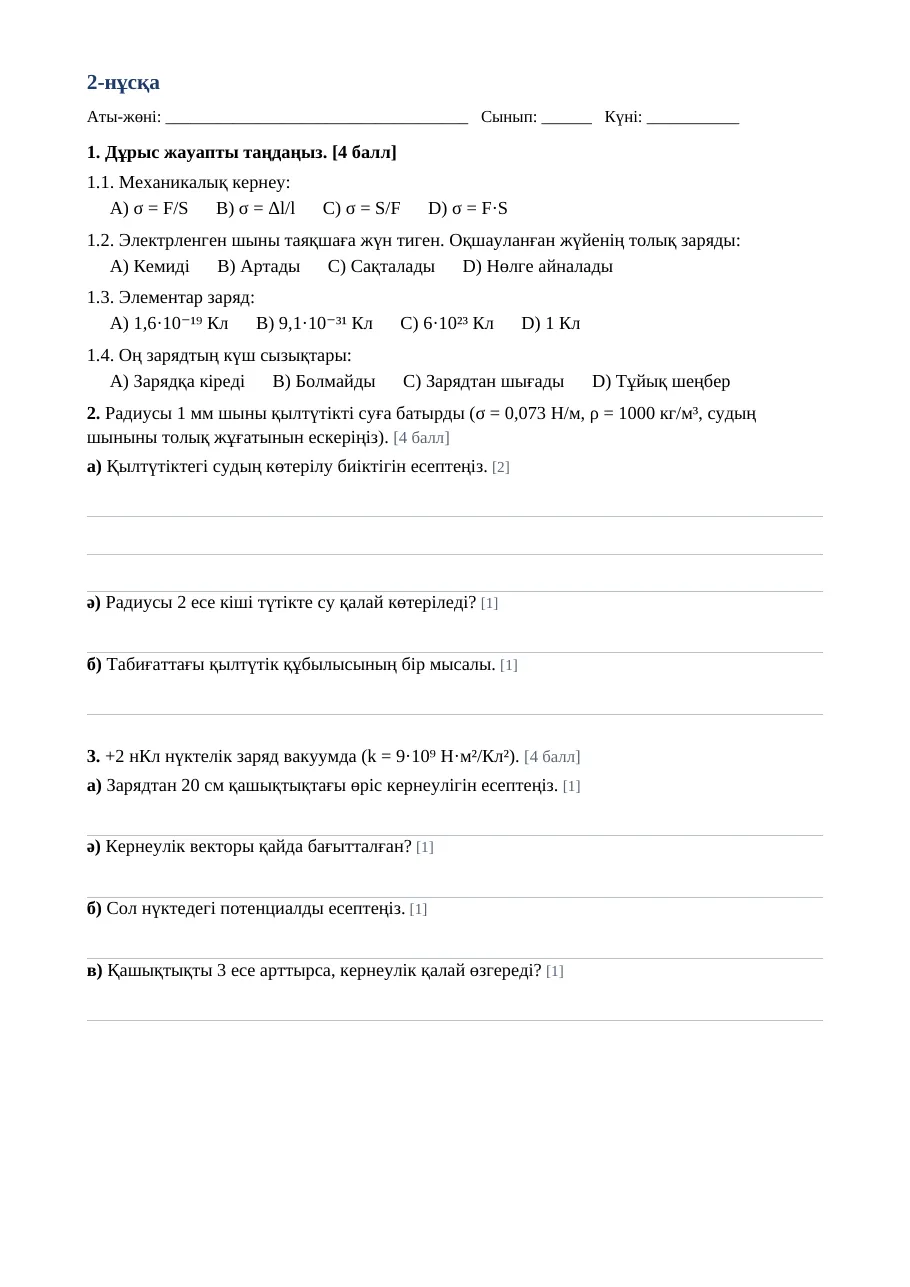 2-нұсқа
Аты-жөні: ____________________________________ Сынып: ______ Күні: ___________
1. Дұрыс жауапты таңдаңыз. [4 балл]
1.1. Механикалық кернеу:
A) σ = F/S B) σ = Δl/l C) σ = S/F D) σ = F·S
1.2. Электрленген шыны таяқшаға жүн тиген. Оқшауланған жүйенің толық заряды:
A) Кемиді B) Артады C) Сақталады D) Нөлге айналады
1.3. Элементар заряд:
A) 1,6·10⁻¹⁹ Кл B) 9,1·10⁻³¹ Кл C) 6·10²³ Кл D) 1 Кл
1.4. Оң зарядтың күш сызықтары:
A) Зарядқа кіреді B) Болмайды C) Зарядтан шығады D) Тұйық шеңбер
2. Радиусы 1 мм шыны қылтүтікті суға батырды (σ = 0,073 Н/м, ρ = 1000 кг/м³, судың
шыныны толық жұғатынын ескеріңіз). [4 балл]
а) Қылтүтіктегі судың көтерілу биіктігін есептеңіз. [2]
ә) Радиусы 2 есе кіші түтікте су қалай көтеріледі? [1]
б) Табиғаттағы қылтүтік құбылысының бір мысалы. [1]
3. +2 нКл нүктелік заряд вакуумда (k = 9·10⁹ Н·м²/Кл²). [4 балл]
а) Зарядтан 20 см қашықтықтағы өріс кернеулігін есептеңіз. [1]
ә) Кернеулік векторы қайда бағытталған? [1]
б) Сол нүктедегі потенциалды есептеңіз. [1]
в) Қашықтықты 3 есе арттырса, кернеулік қалай өзгереді? [1]